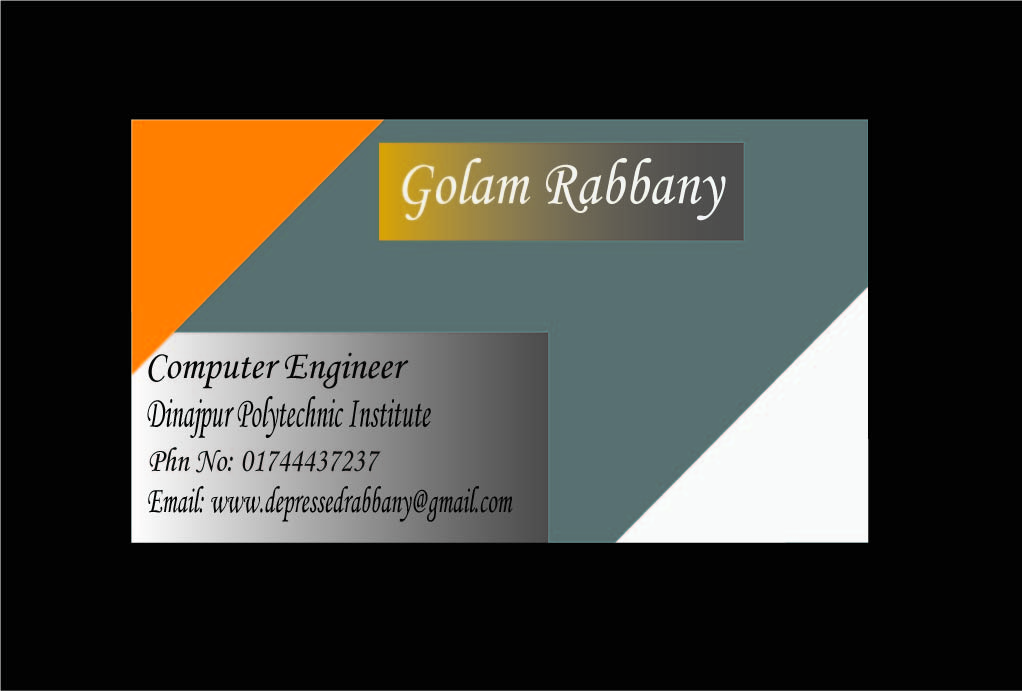 Golam Rabbany
Computer Engineer
Dinajpur Polytechnic Institute
Phn No: 01744437237
Email: www.depressedrabbany@gmail.com